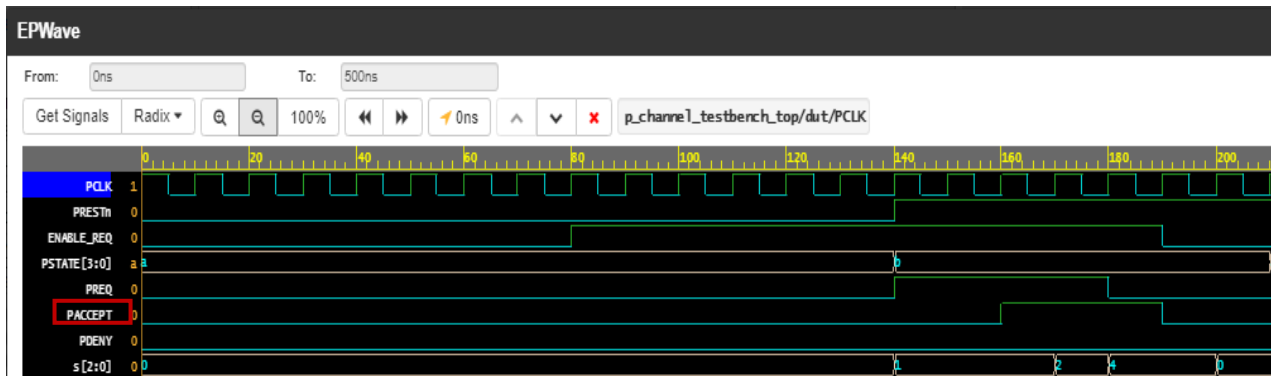 EPWave
From: 0ns To: 500ns
Get Signals Radix 100% 0ns p_channel_testbench_top/dut/PCLK
0 20 40 60 80 100 120 140 160 180 200
PCLK 1
PRESTn 0
ENABLE_REQ 0
PSTATE[3:0] a a b
PREQ 0
PACCEPT 0
PDENY 0
s[2:0] 0 0 1 2 4 0